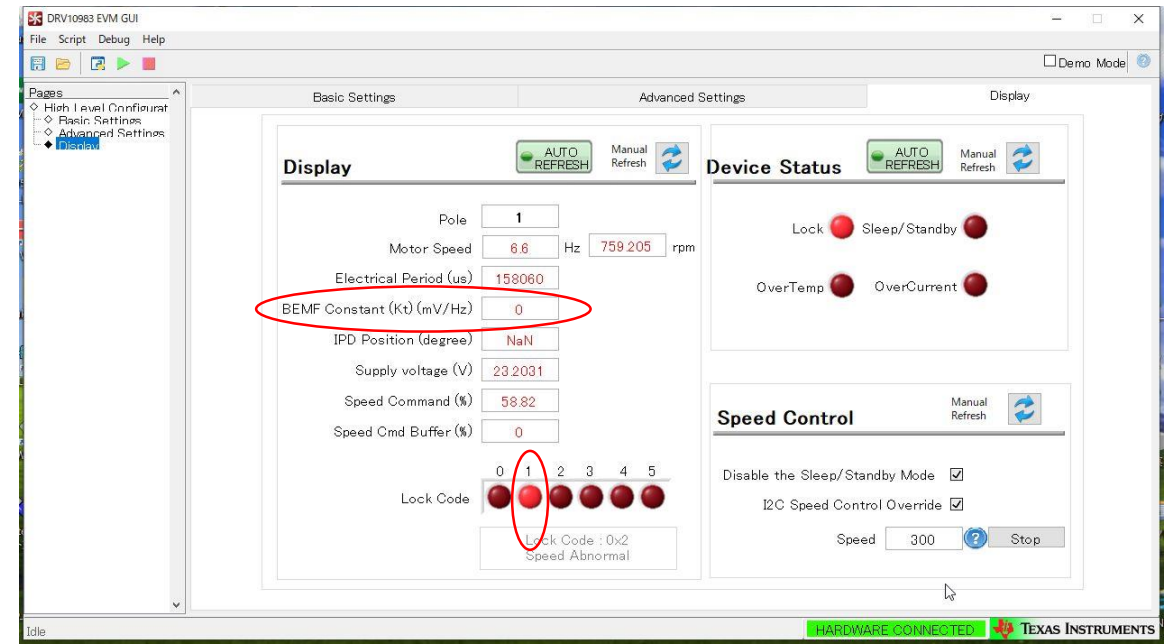 DRV10983 EVM GUI
File Script Debug Help
Demo Mode
Pages
High Level Configurat
Basic Settings
Advanced Settings
Display
Basic Settings
Advanced Settings
Display
Display
AUTO REFRESH
Manual Refresh
Pole 1
Motor Speed 6.6 Hz 759.205 rpm
Electrical Period (us) 158060
BEMF Constant (Kt) (mV/Hz) 0
IPD Position (degree) NaN
Supply voltage (V) 23.2031
Speed Command (%) 58.82
Speed Cmd Buffer (%) 0
0 1 2 3 4 5
Lock Code
Lock Code : 0x2
Speed Abnormal
Device Status
AUTO REFRESH
Manual Refresh
Lock Sleep/Standby
OverTemp OverCurrent
Speed Control
Manual Refresh
Disable the Sleep/Standby Mode
I2C Speed Control Override
Speed 300 ? Stop
Idle
HARDWARE CONNECTED
TEXAS INSTRUMENTS